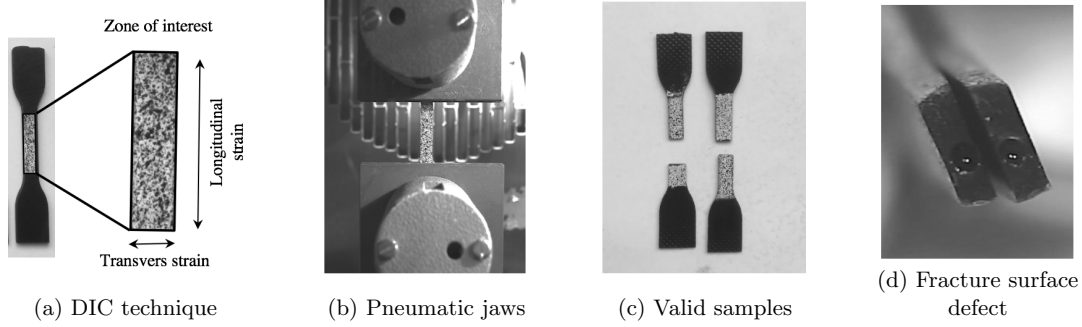 Zone of interest
Longitudinal
strain
Transvers strain
(a) DIC technique
(b) Pneumatic jaws
(c) Valid samples
(d) Fracture surface
defect